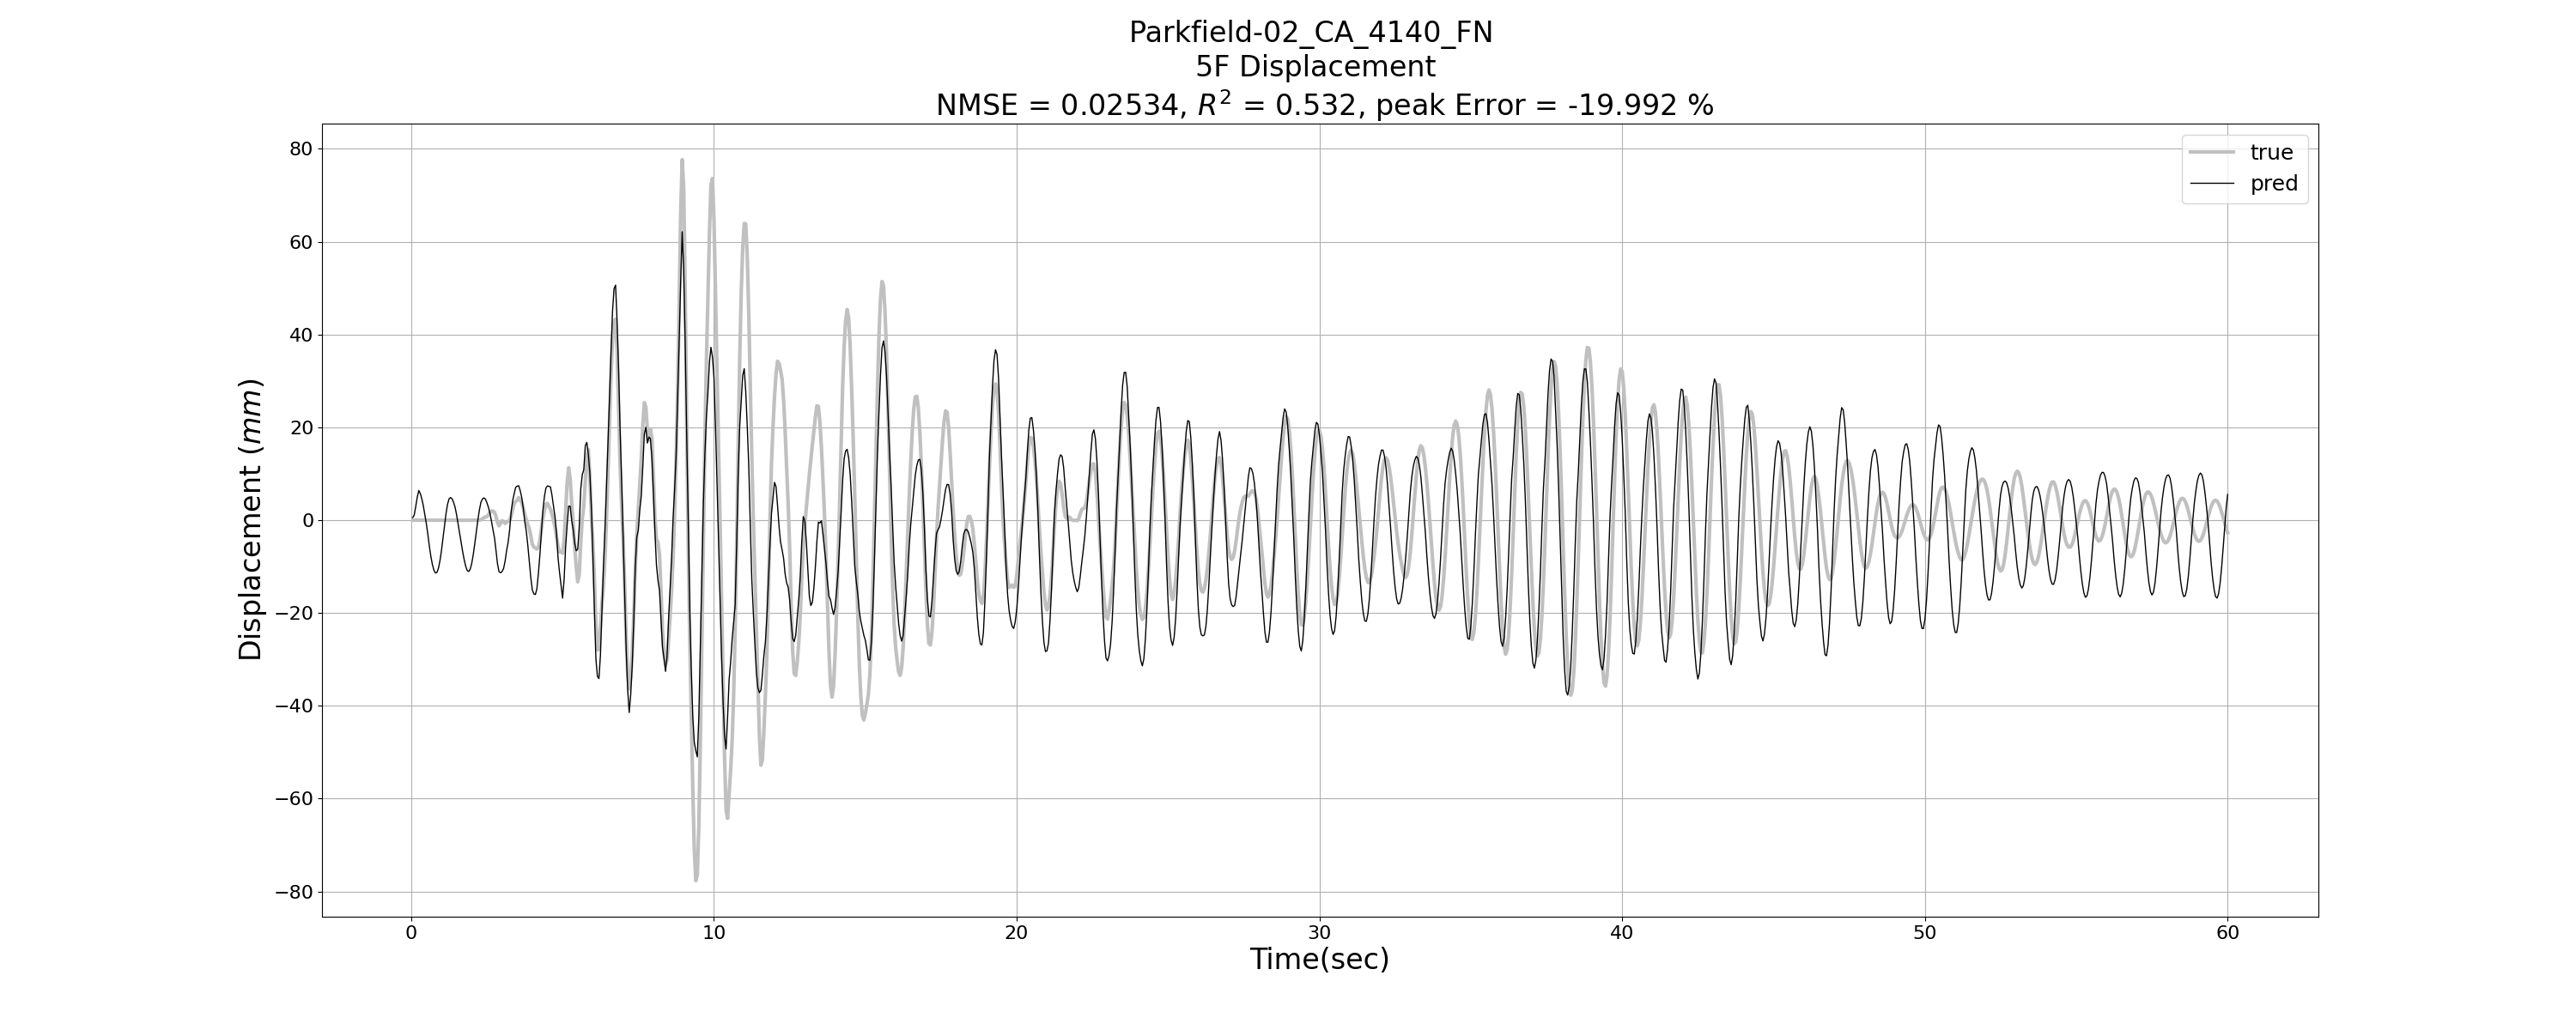 Parkfield-02_CA_4140_FN
5F Displacement
NMSE = 0.02534, R² = 0.532, peak Error = -19.992 %
true
pred
80
60
40
20
0
−20
−40
−60
−80
Displacement (mm)
0 10 20 30 40 50 60
Time(sec)